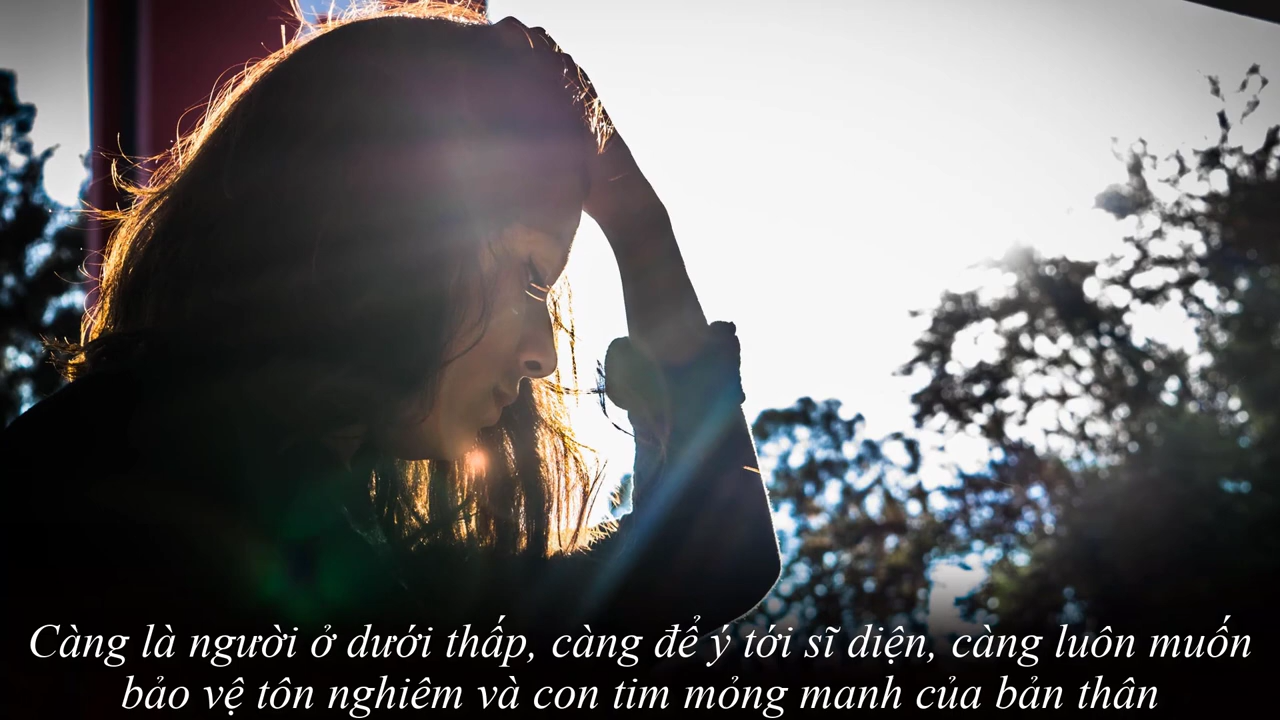 Càng là người ở dưới thấp, càng để ý tới sĩ diện, càng luôn muốn
bảo vệ tôn nghiêm và con tim mỏng manh của bản thân